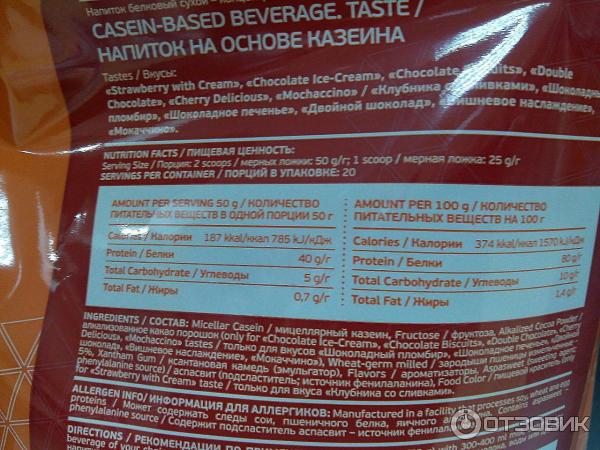 Напиток белковый сухой – концен
CASEIN-BASED BEVERAGE. TASTE /
НАПИТОК НА ОСНОВЕ КАЗЕИНА
Tastes / Вкусы:
«Strawberry with Cream», «Chocolate Ice-Cream», «Chocolate «Double
Chocolate», «Cherry Delicious», «Mochaccino» / «Клубника со сливками», «Шоколадный
пломбир», «Шоколадное печенье», «Двойной шоколад», «Вишневое наслаждение»,
«Мокаччино».
NUTRITION FACTS / ПИЩЕВАЯ ЦЕННОСТЬ:
Serving Size / Порция: 2 scoops / мерных ложки: 50 g/г; 1 scoop / мерная ложка: 25 g/г
SERVINGS PER CONTAINER / ПОРЦИЙ В УПАКОВКЕ: 20
AMOUNT PER SERVING 50 g / КОЛИЧЕСТВО
ПИТАТЕЛЬНЫХ ВЕЩЕСТВ В ОДНОЙ ПОРЦИИ 50 г
Calories / Калории 187 kkal/ккал 785 kJ/кДж
Protein / Белки 40 g/г
Total Carbohydrate / Углеводы 5 g/г
Total Fat / Жиры 0,7 g/г
AMOUNT PER 100 g / КОЛИЧЕСТВО
ПИТАТЕЛЬНЫХ ВЕЩЕСТВ НА 100 г
Calories / Калории 374 kkal/ккал 1570 kJ/кДж
Protein / Белки 80 g/г
Total Carbohydrate / Углеводы 10 g/г
Total Fat / Жиры 1,4 g/г
INGREDIENTS / СОСТАВ: Micellar Casein / мицеллярный казеин, Fructose / фруктоза, Alkalized Cocoa Powder /
алкализованное какао порошок (only for «Chocolate Ice-Cream», «Chocolate Biscuits», «Double Chocolate», «Cherry
Delicious», «Mochaccino» tastes / только для вкусов «Шоколадный пломбир», «Шоколадное печенье», «Двойной
шоколад», «Вишневое наслаждение», «Мокаччино»), Wheat-germ milled / зародыши пшеницы
5%, Xantham Gum / ксантановая камедь (эмульгатор), Flavors / ароматизаторы, Aspasweet (sweetening agent,
phenylalanine source) / аспасвит (подсластитель; источник фенилаланина), Food Color / пищевой краситель (only
for «Strawberry with Cream» taste / только для вкуса «Клубника со сливками»).
ALLERGEN INFO/ ИНФОРМАЦИЯ ДЛЯ АЛЛЕРГИКОВ: Manufactured in a facility that processes soy, wheat and egg
proteins / Может содержать следы сои, пшеничного белка, яичного Contains aspasweet –
phenylalanine source / Содержит подсластитель аспасвит – источник
DIRECTIONS / РЕКОМЕНДАЦИИ ПО
beverage of your with 300-400 ml
ОТЗОВИК